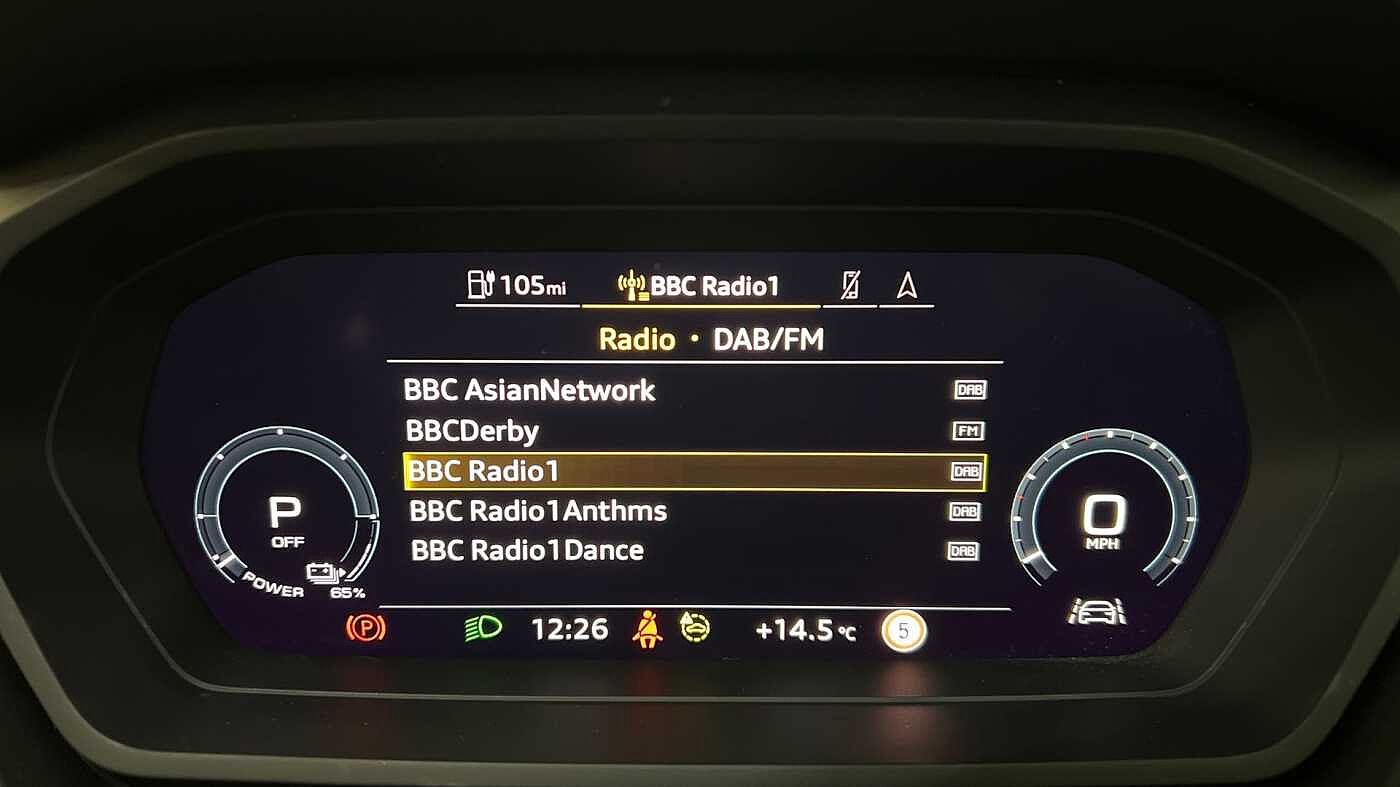 105mi BBC Radio1
Radio • DAB/FM
BBC AsianNetwork DAB
BBCDerby FM
BBC Radio1 DAB
BBC Radio1Anthms DAB
BBC Radio1Dance DAB
P
OFF
POWER 65%
0
MPH
P 12:26 +14.5°C 5